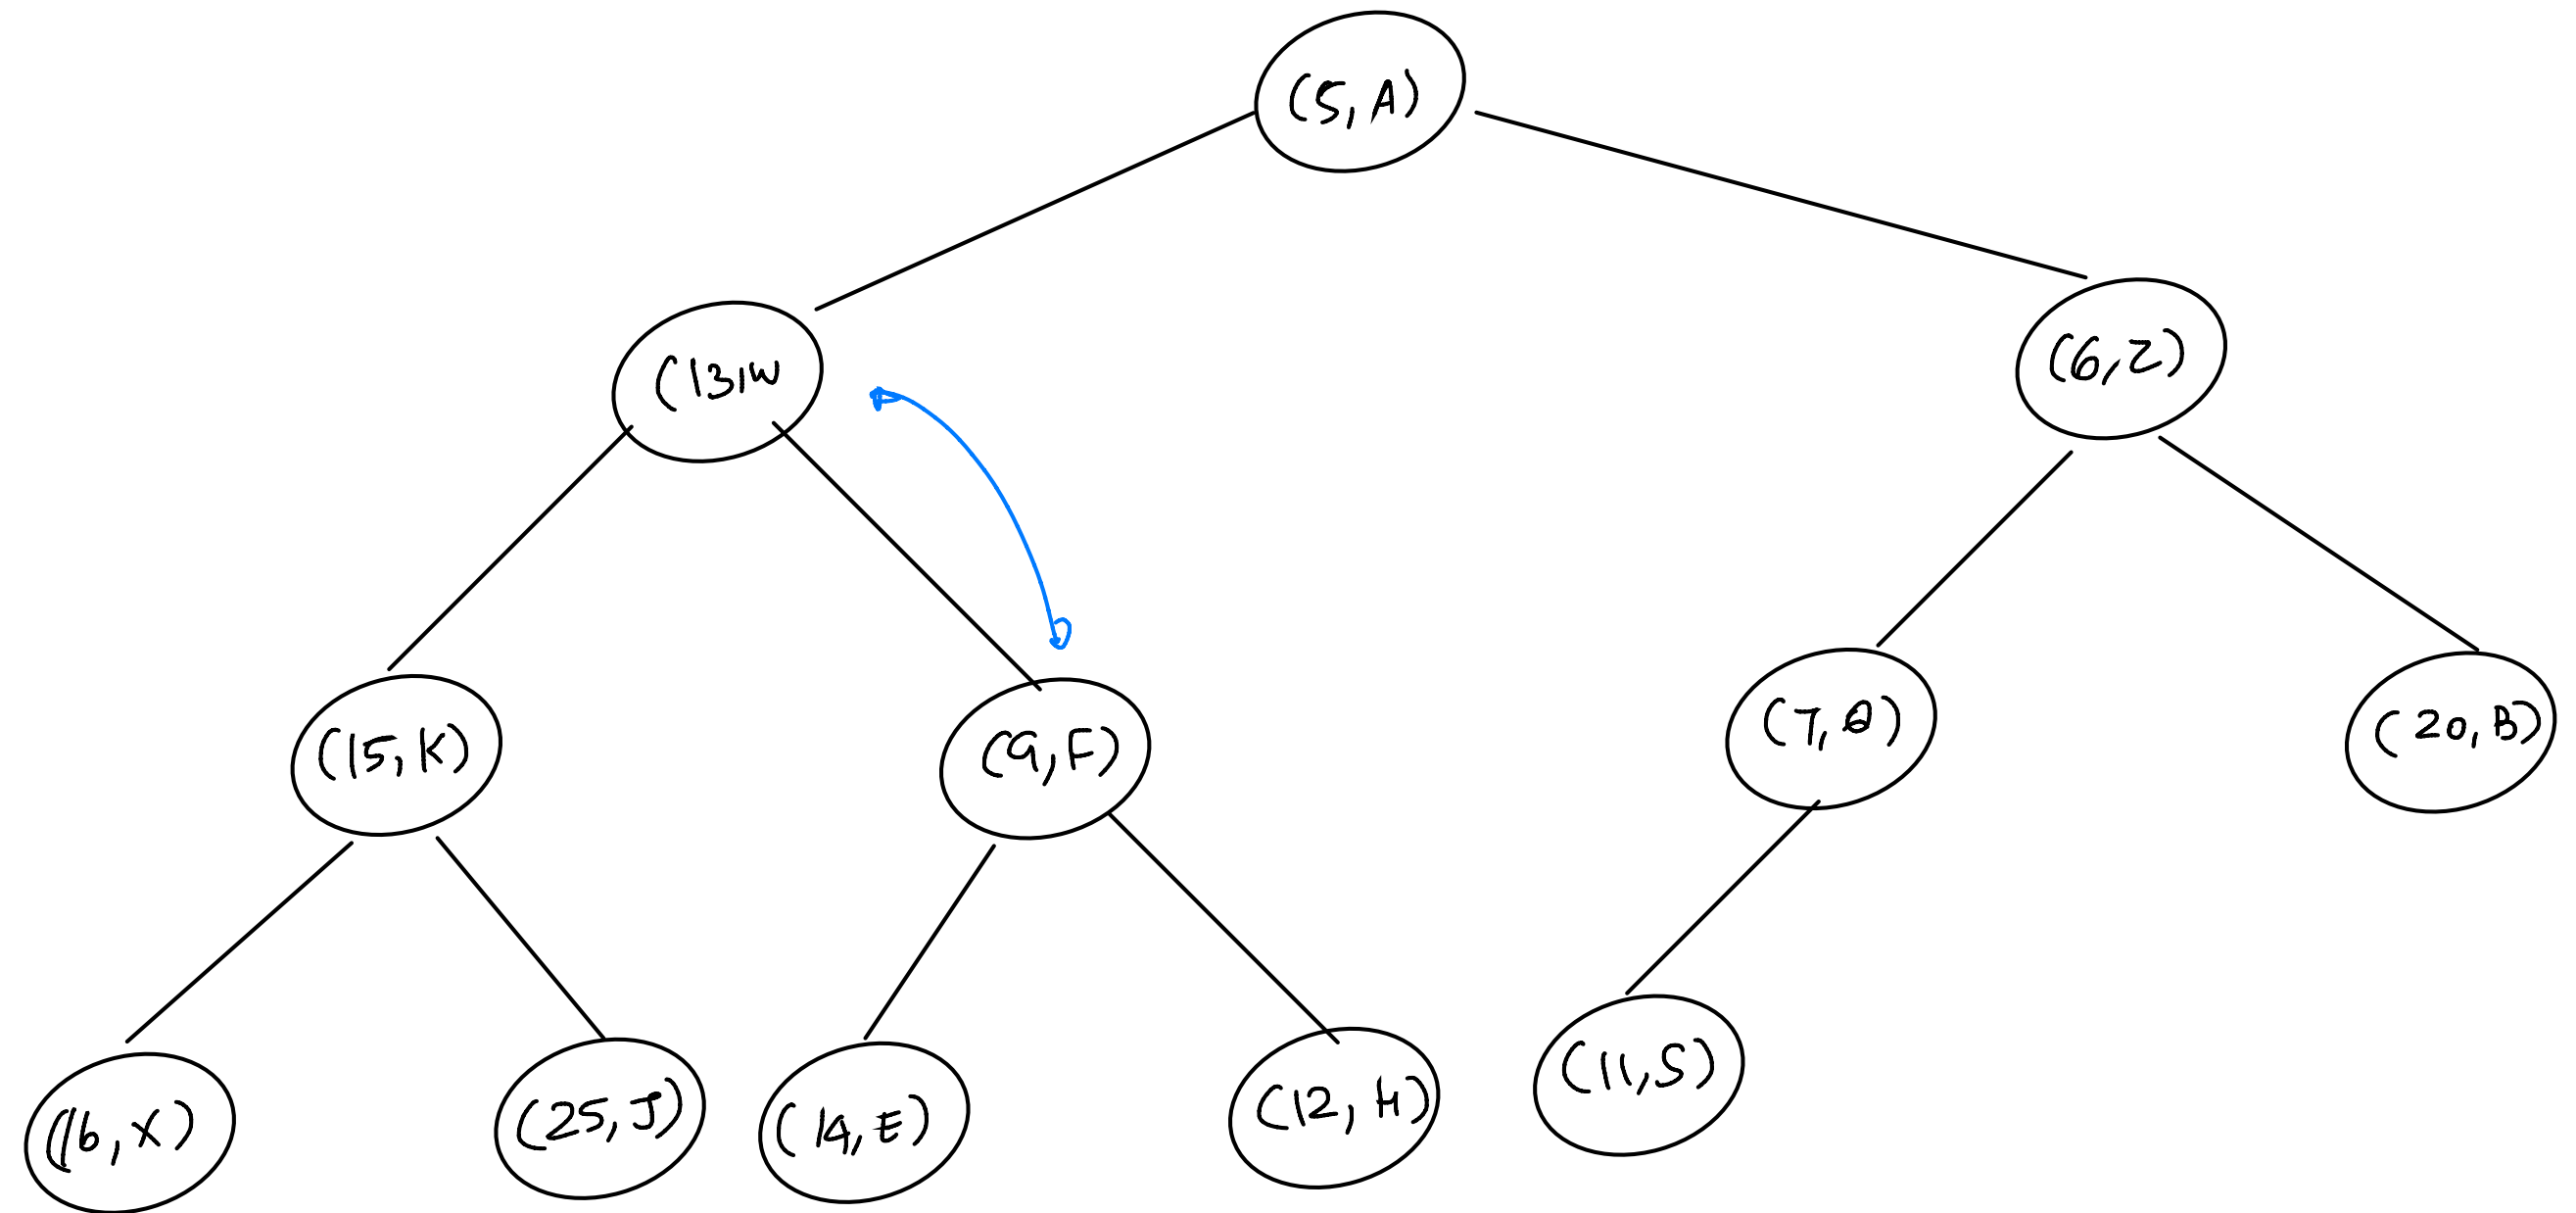 (5, A)
(13, W
(6, Z)
(15, K)
(9, F)
(7, Q)
(20, B)
(16, X)
(25, J)
(14, E)
(12, H)
(11, S)